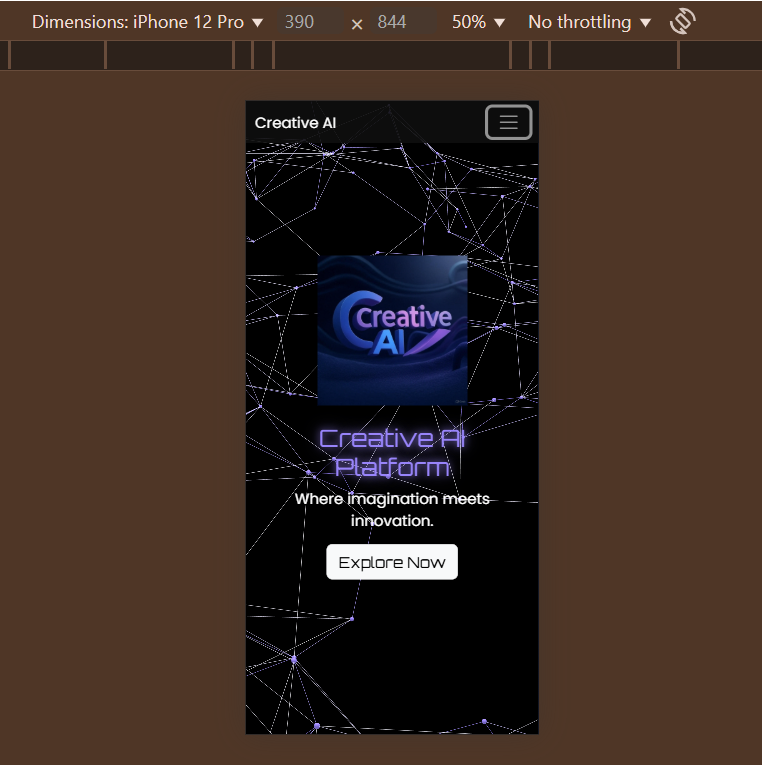 Dimensions: iPhone 12 Pro ▼ 390 × 844 50% ▼ No throttling ▼
Creative AI
Creative
AI
Creative AI
Platform
Where imagination meets
innovation.
Explore Now